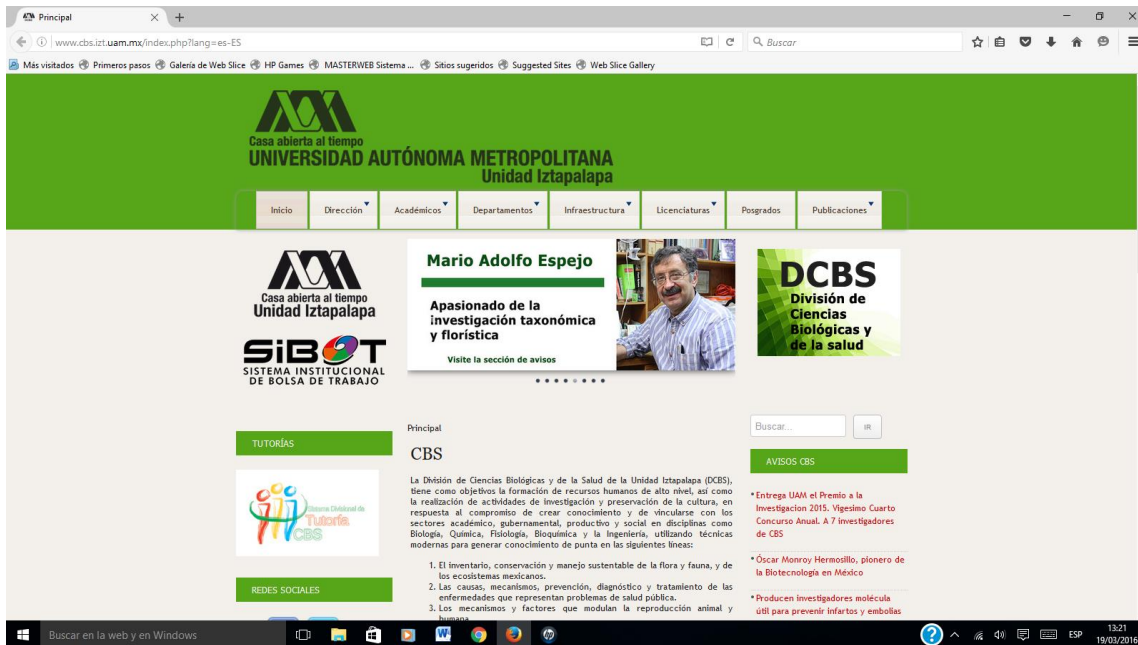 Principal
www.cbs.izt.uam.mx/index.php?lang=es-ES
Buscar
Más visitados Primeros pasos Galería de Web Slice HP Games MASTERWEB Sistema ... Sitios sugeridos Suggested Sites Web Slice Gallery
Casa abierta al tiempo
UNIVERSIDAD AUTÓNOMA METROPOLITANA
Unidad Iztapalapa
Inicio Dirección Académicos Departamentos Infraestructura Licenciaturas Posgrados Publicaciones
Casa abierta al tiempo
Unidad Iztapalapa
SiBOT
SISTEMA INSTITUCIONAL
DE BOLSA DE TRABAJO
Mario Adolfo Espejo
Apasionado de la
investigación taxonómica
y florística
Visite la sección de avisos
DCBS
División de
Ciencias
Biológicas y
de la salud
TUTORÍAS
Sistema Divisional de
Tutoría
CBS
REDES SOCIALES
Principal
CBS
La División de Ciencias Biológicas y de la Salud de la Unidad Iztapalapa (DCBS),
tiene como objetivos la formación de recursos humanos de alto nivel, así como
la realización de actividades de investigación y preservación de la cultura, en
respuesta al compromiso de crear conocimiento y de vincularse con los
sectores académico, gubernamental, productivo y social en disciplinas como
Biología, Química, Fisiología, Bioquímica y la Ingeniería, utilizando técnicas
modernas para generar conocimiento de punta en las siguientes líneas:
1. El inventario, conservación y manejo sustentable de la flora y fauna, y de
los ecosistemas mexicanos.
2. Las causas, mecanismos, prevención, diagnóstico y tratamiento de las
enfermedades que representan problemas de salud pública.
3. Los mecanismos y factores que modulan la reproducción animal y
humana
Buscar...
IR
AVISOS CBS
Entrega UAM el Premio a la
Investigacion 2015. Vigesimo Cuarto
Concurso Anual. A 7 investigadores
de CBS
Óscar Monroy Hermosillo, pionero de
la Biotecnología en México
Producen investigadores molécula
útil para prevenir infartos y embolias
Buscar en la web y en Windows
ESP
13:21
19/03/2016